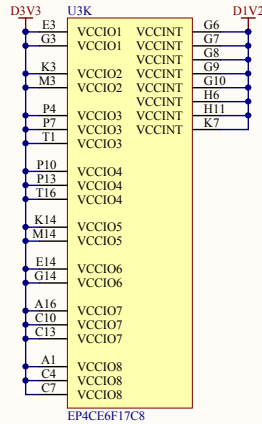 D3V3 U3K D1V2
E3 VCCIO1 VCCINT G6
G3 VCCIO1 VCCINT G7
VCCINT G8
K3 VCCIO2 VCCINT G9
M3 VCCIO2 VCCINT G10
VCCINT H6
P4 VCCIO3 VCCINT H11
P7 VCCIO3 VCCINT K7
T1 VCCIO3
P10 VCCIO4
P13 VCCIO4
T16 VCCIO4
K14 VCCIO5
M14 VCCIO5
E14 VCCIO6
G14 VCCIO6
A16 VCCIO7
C10 VCCIO7
C13 VCCIO7
A1 VCCIO8
C4 VCCIO8
C7 VCCIO8
EP4CE6F17C8